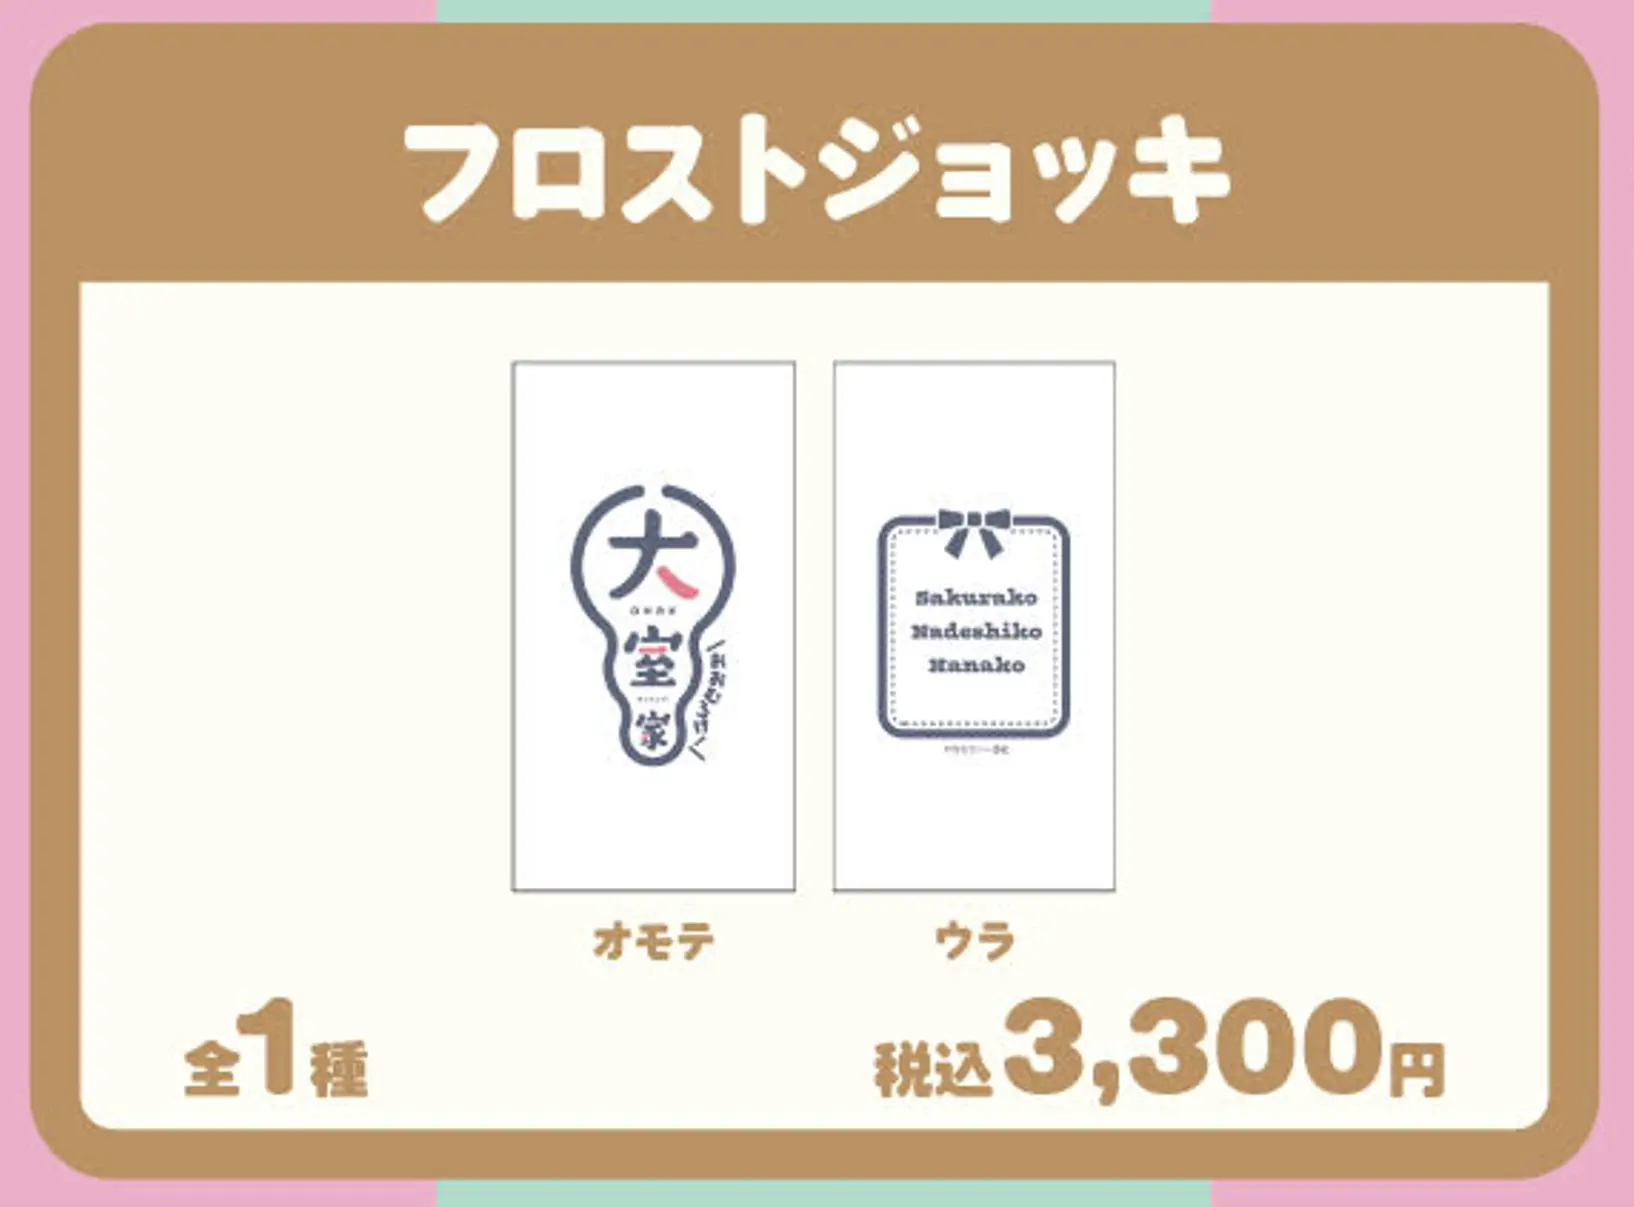 フロストジョッキ
大
室
家
おおむろけ
Sakurako
Nadeshiko
Hanako
オモテ
ウラ
全1種
税込3,300円